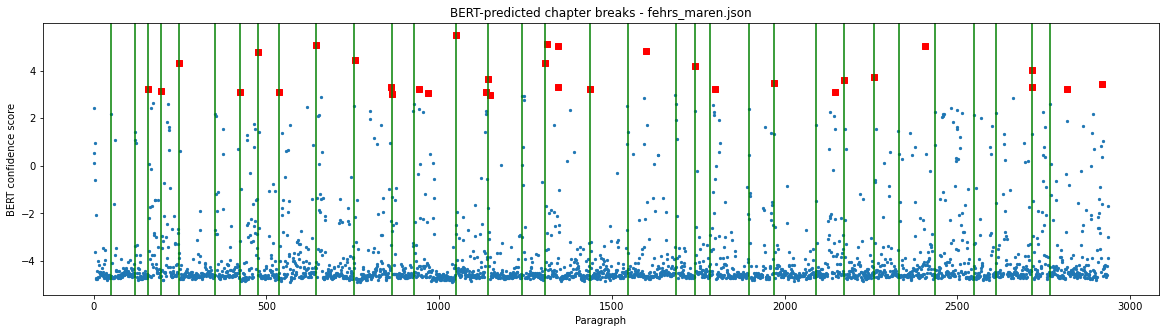 BERT-predicted chapter breaks - fehrs_maren.json
BERT confidence score
4
2
0
−2
−4
0 500 1000 1500 2000 2500 3000
Paragraph